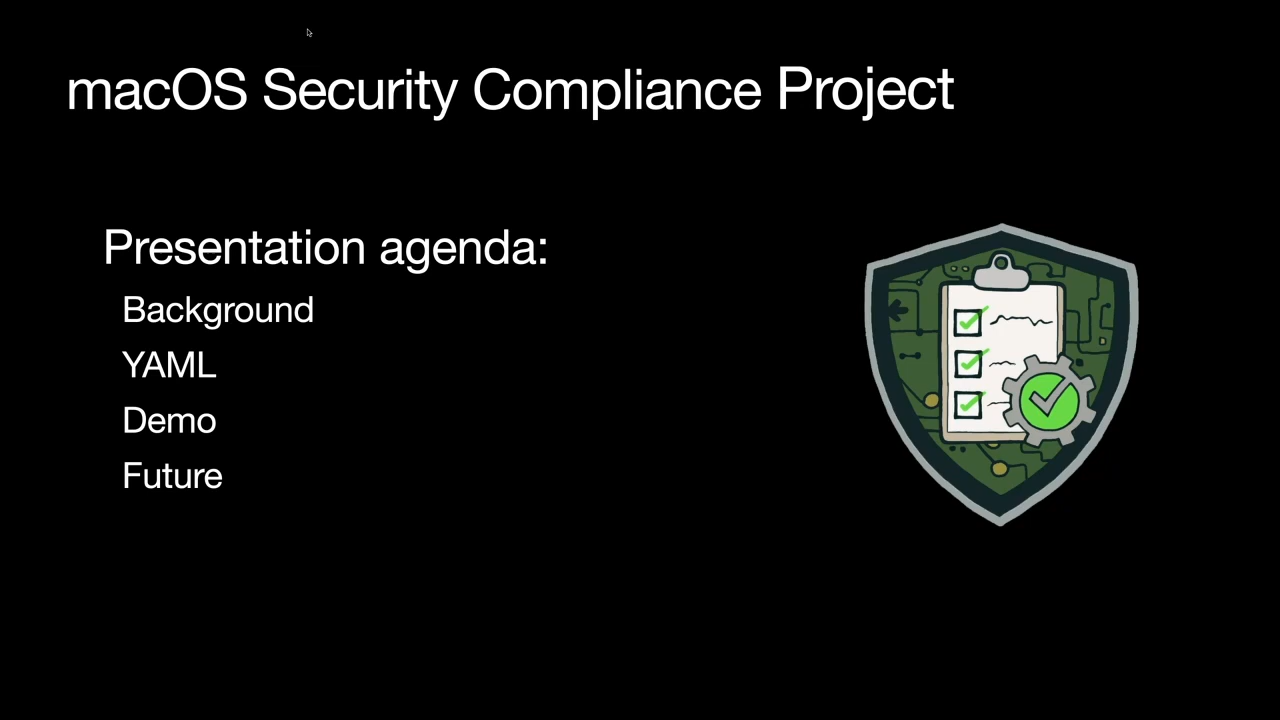 macOS Security Compliance Project
Presentation agenda:
Background
YAML
Demo
Future